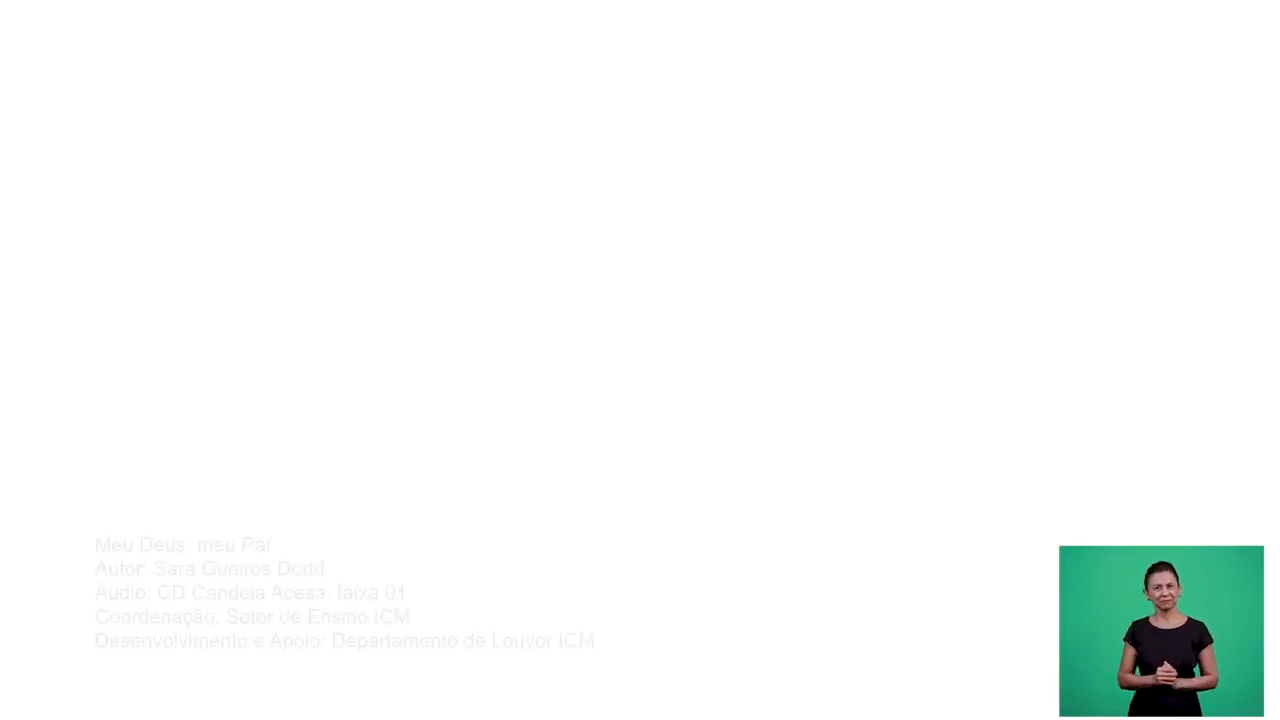 Meu Deus, meu Pai
Autor: Sara Gueiros Dodd
Áudio: CD Candeia Acesa, faixa 01
Coordenação: Setor de Ensino ICM
Desenvolvimento e Apoio: Departamento de Louvor ICM